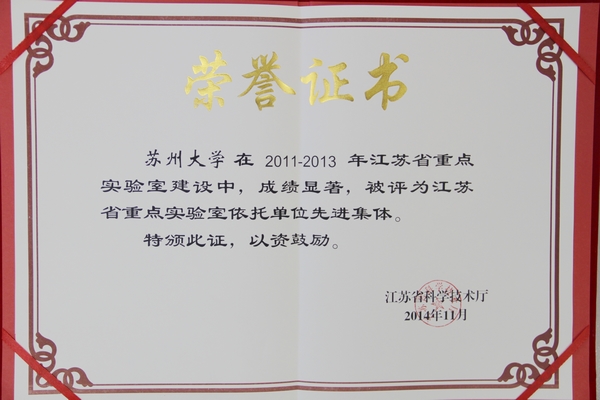 荣誉证书
苏州大学在 2011-2013 年江苏省重点
实验室建设中，成绩显著，被评为江苏
省重点实验室依托单位先进集体。
特颁此证，以资鼓励。
江苏省科学技术厅
2014年11月